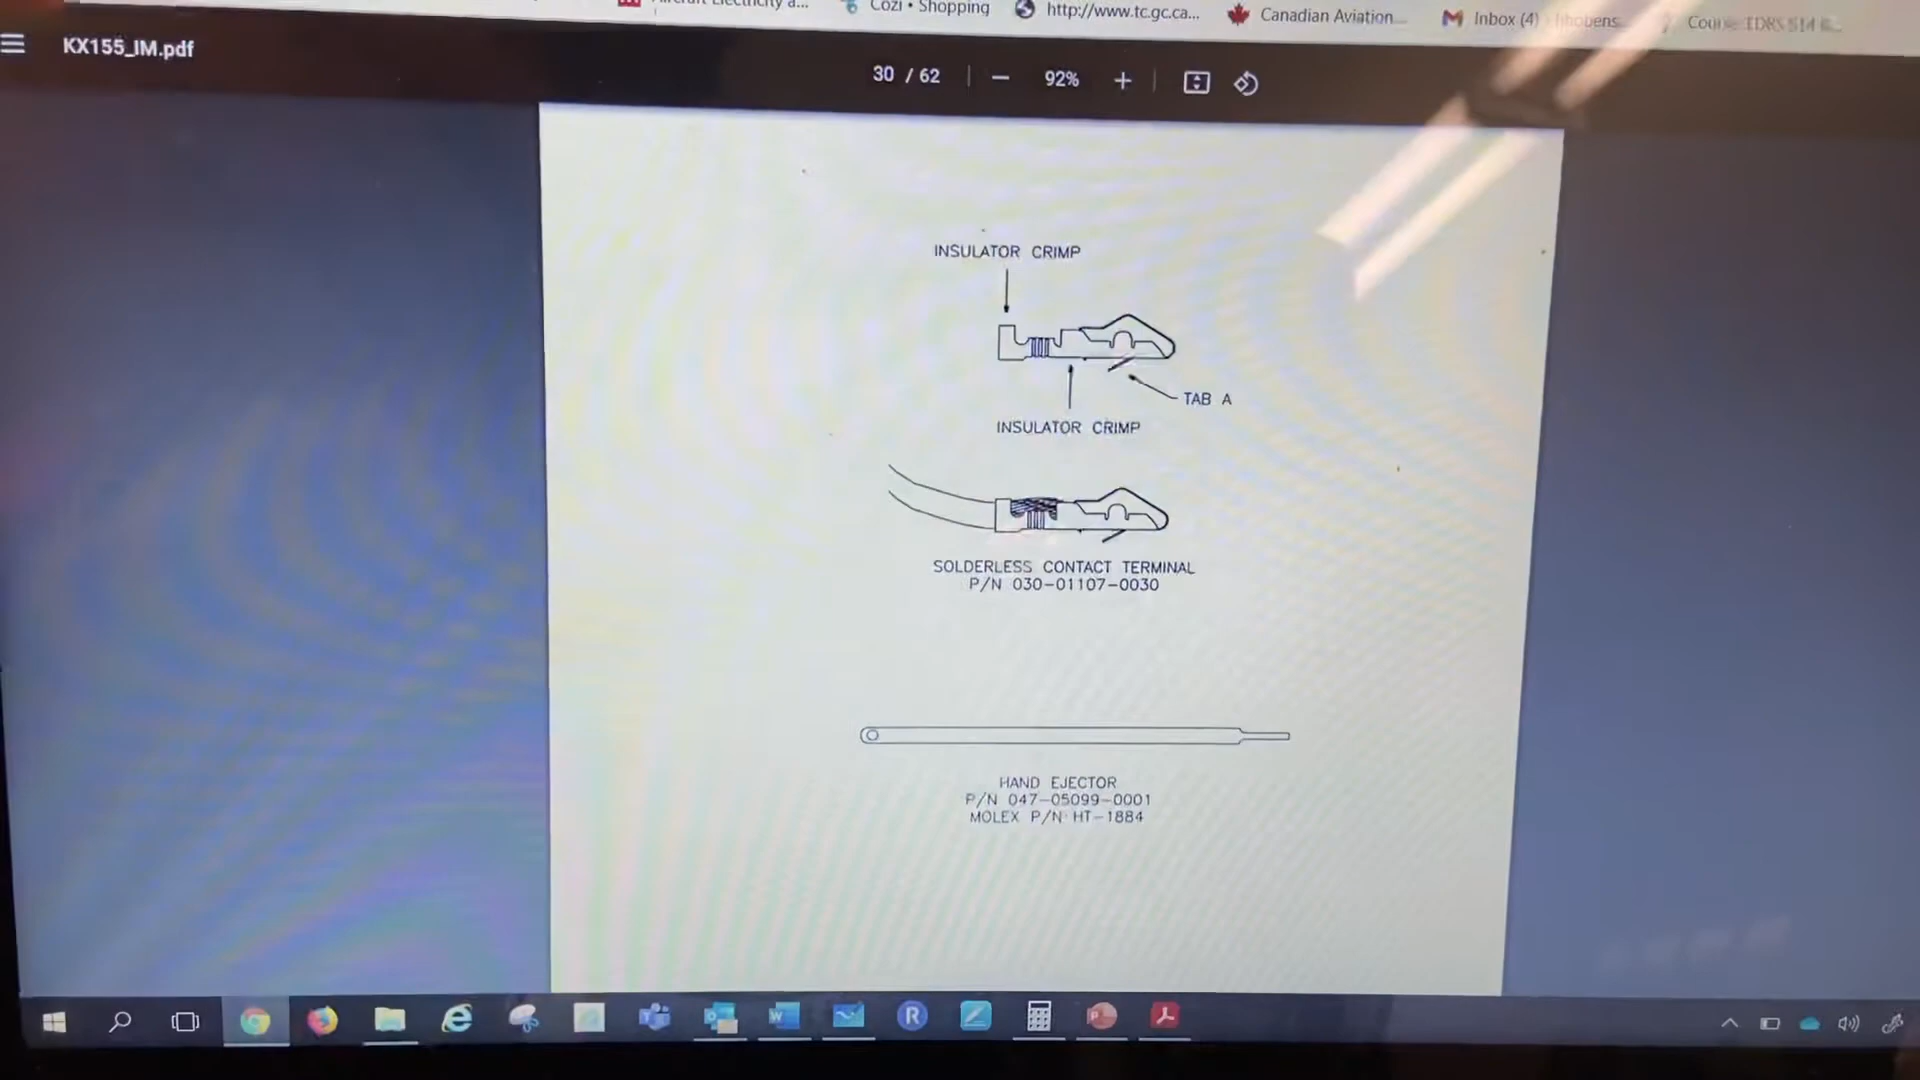 Cozi • Shopping
http://www.tc.gc.ca...
Canadian Aviation...
Inbox (4)
KX155_IM.pdf
30 / 62
92%
INSULATOR CRIMP
TAB A
INSULATOR CRIMP
SOLDERLESS CONTACT TERMINAL
P/N 030-01107-0030
HAND EJECTOR
P/N 047-05099-0001
MOLEX P/N HT-1884